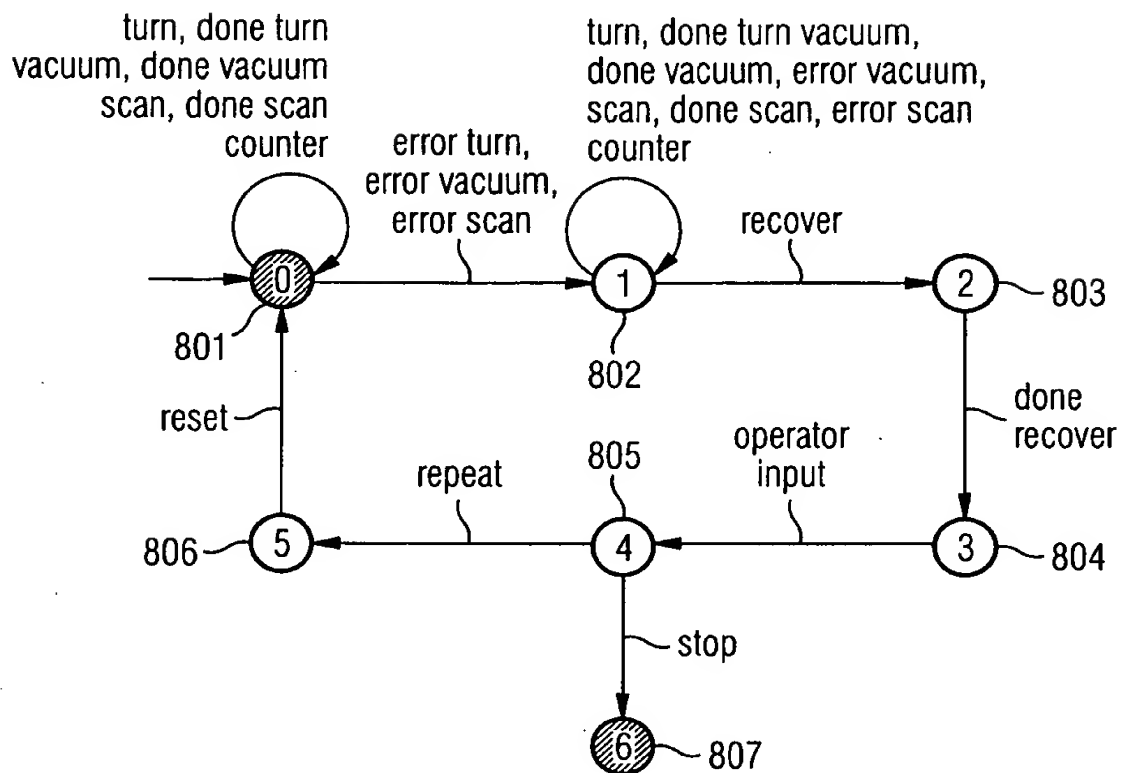 turn, done turn
vacuum, done vacuum
scan, done scan
counter
turn, done turn vacuum,
done vacuum, error vacuum,
scan, done scan, error scan
counter
error turn,
error vacuum,
error scan
recover
0
1
2
803
801
802
reset
done
recover
operator
input
805
repeat
806
5
4
3
804
stop
6
807